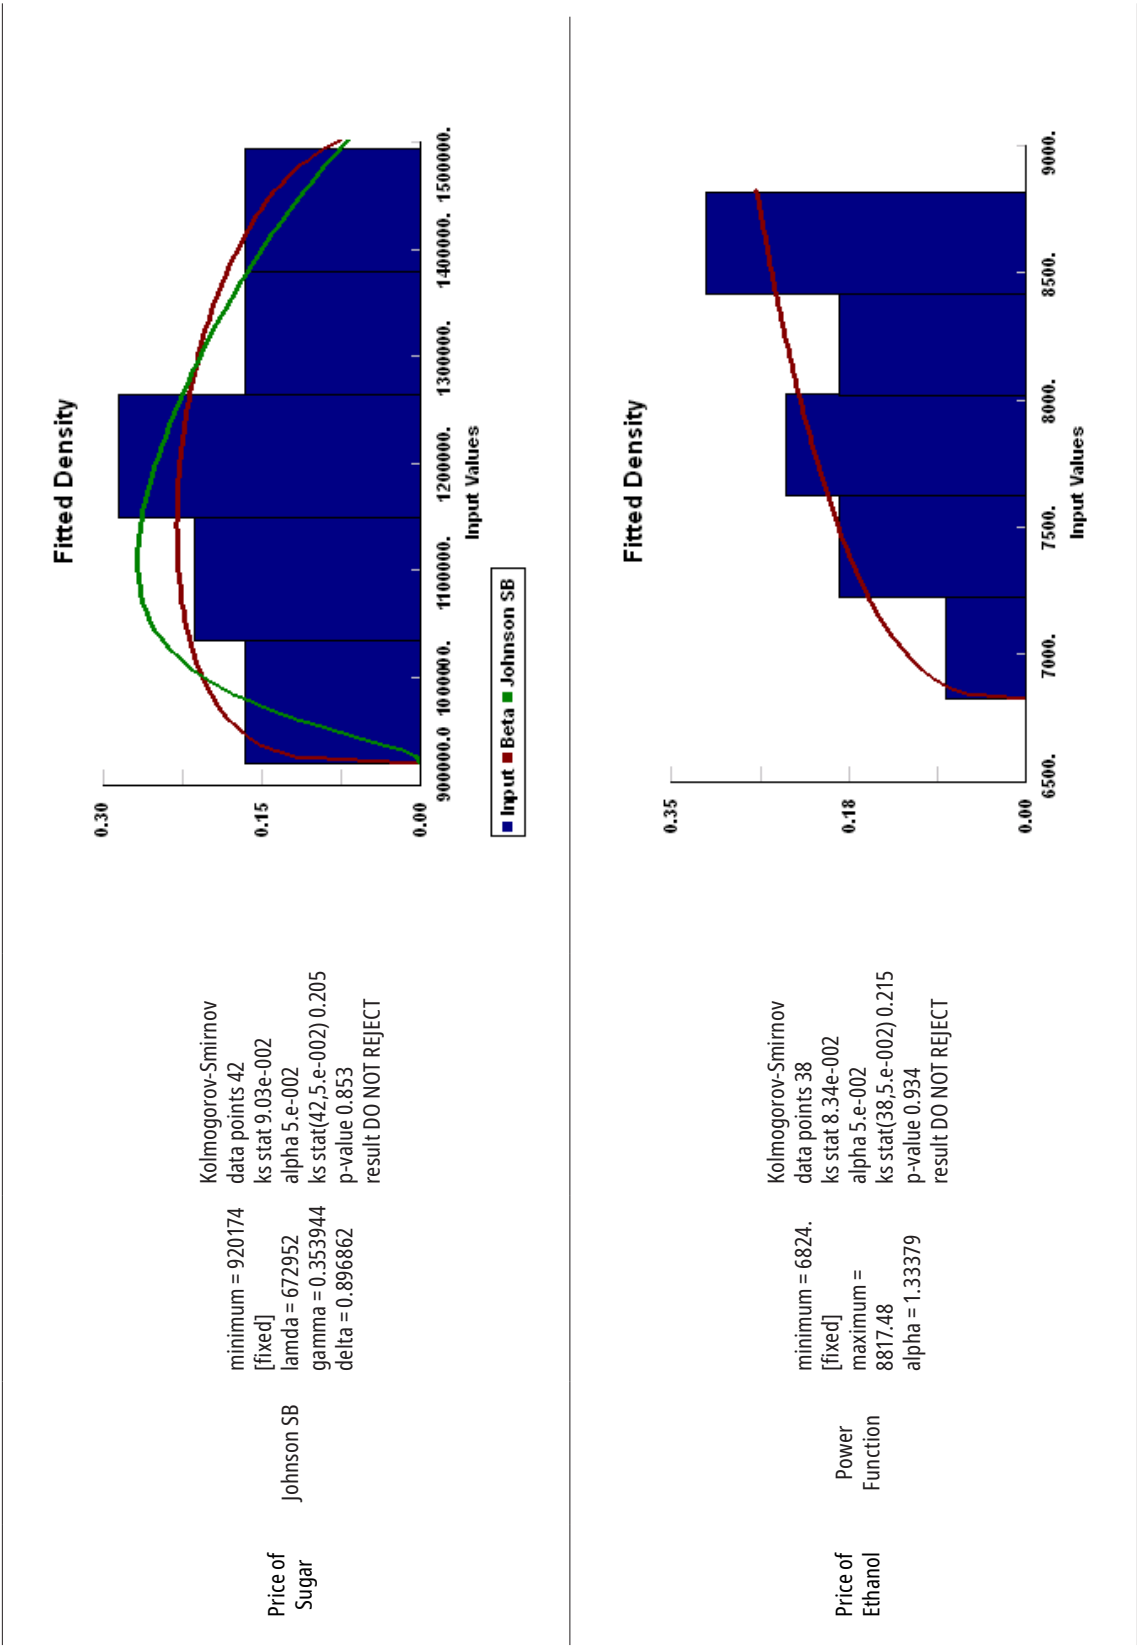 Price of
Sugar
Johnson SB
minimum = 920174
[fixed]
lamda = 672952
gamma = 0.353944
delta = 0.896862
Kolmogorov-Smirnov
data points 42
ks stat 9.03e-002
alpha 5.e-002
ks stat(42,5.e-002) 0.205
p-value 0.853
result DO NOT REJECT
Fitted Density
0.30
0.15
0.00
900000.0 1000000. 1100000. 1200000. 1300000. 1400000. 1500000.
Input Values
Input Beta Johnson SB
Price of
Ethanol
Power
Function
minimum = 6824.
[fixed]
maximum =
8817.48
alpha = 1.33379
Kolmogorov-Smirnov
data points 38
ks stat 8.34e-002
alpha 5.e-002
ks stat(38,5.e-002) 0.215
p-value 0.934
result DO NOT REJECT
Fitted Density
0.35
0.18
0.00
6500. 7000. 7500. 8000. 8500. 9000.
Input Values